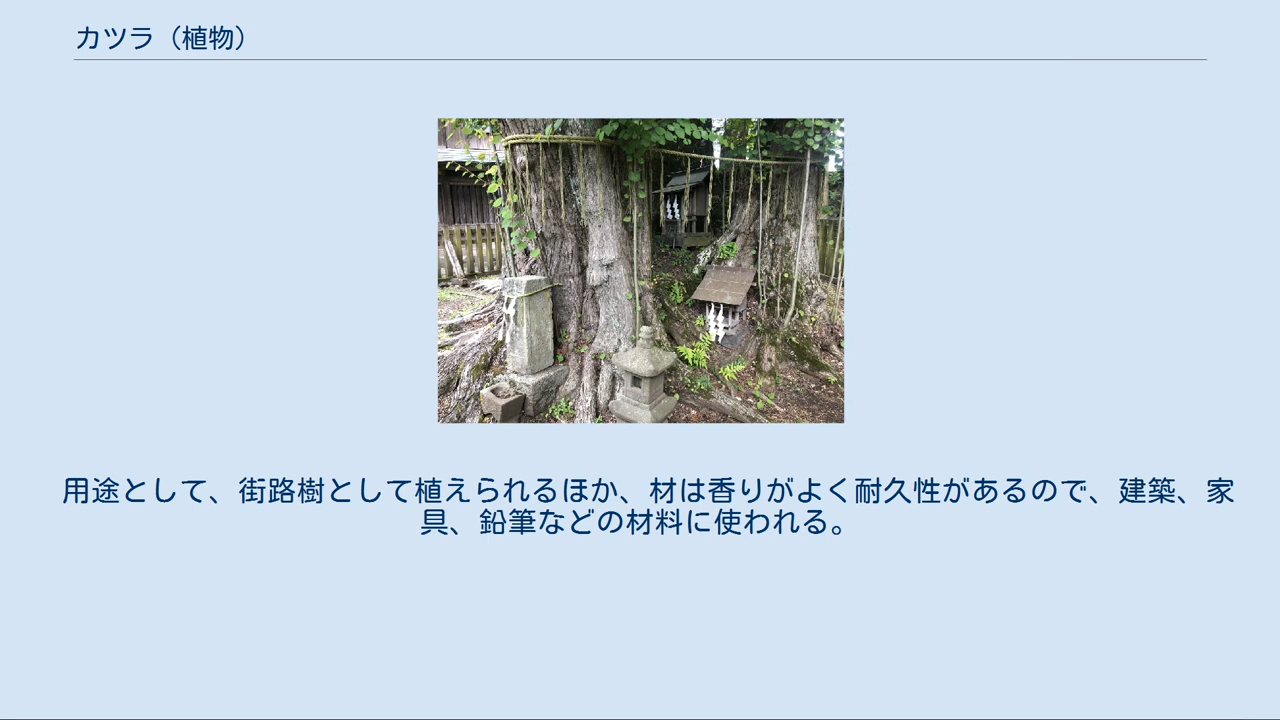 カツラ（植物）
用途として、街路樹として植えられるほか、材は香りがよく耐久性があるので、建築、家
具、鉛筆などの材料に使われる。